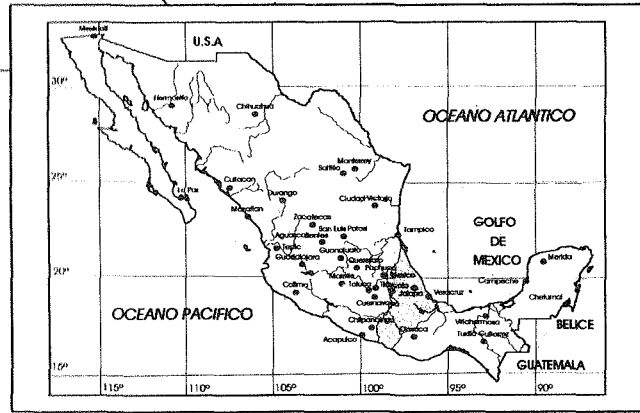 Mexicali
U.S.A
30°
Hermosillo
Chihuahua
OCEANO ATLANTICO
Monterrey
Saltillo
25°
Culiacan
La Paz
Durango
Ciudad Victoria
Mazatlan
Zacatecas
San Luis Potosi
Tampico
GOLFO
DE
MEXICO
Aguascalientes
Tepic
Guanajuato
Guadalajara
Queretaro
Pachuca
Merida
20°
Morelia
Toluca
Mexico
Tlaxcala
Campeche
Colima
Jalapa
Veracruz
Chetumal
Cuernavaca
OCEANO PACIFICO
Chilpancingo
Villahermosa
BELICE
Acapulco
Oaxaca
Tuxtla Gutierrez
GUATEMALA
15°
115°
110°
105°
100°
95°
90°